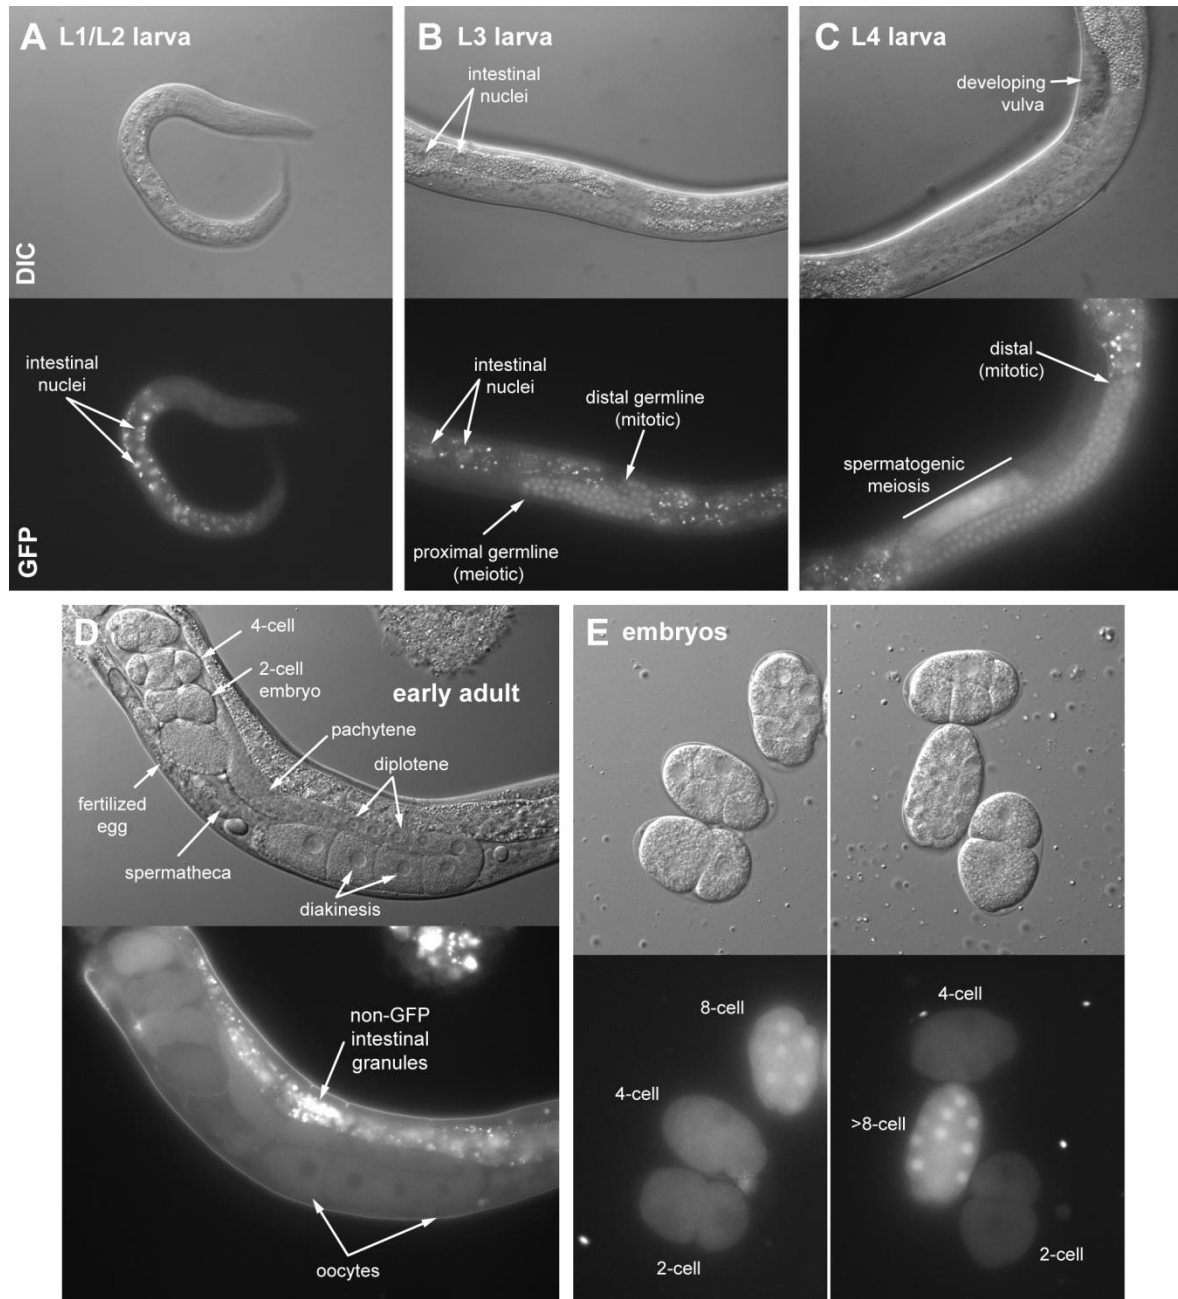 A L1/L2 larva
DIC
intestinal
nuclei
GFP
B L3 larva
intestinal
nuclei
intestinal
nuclei
distal germline
(mitotic)
proximal germline
(meiotic)
C L4 larva
developing
vulva
distal
(mitotic)
spermatogenic
meiosis
D
4-cell
2-cell
embryo
early adult
pachytene
diplotene
fertilized
egg
spermatheca
diakinesis
non-GFP
intestinal
granules
oocytes
E embryos
8-cell
4-cell
2-cell
4-cell
>8-cell
2-cell